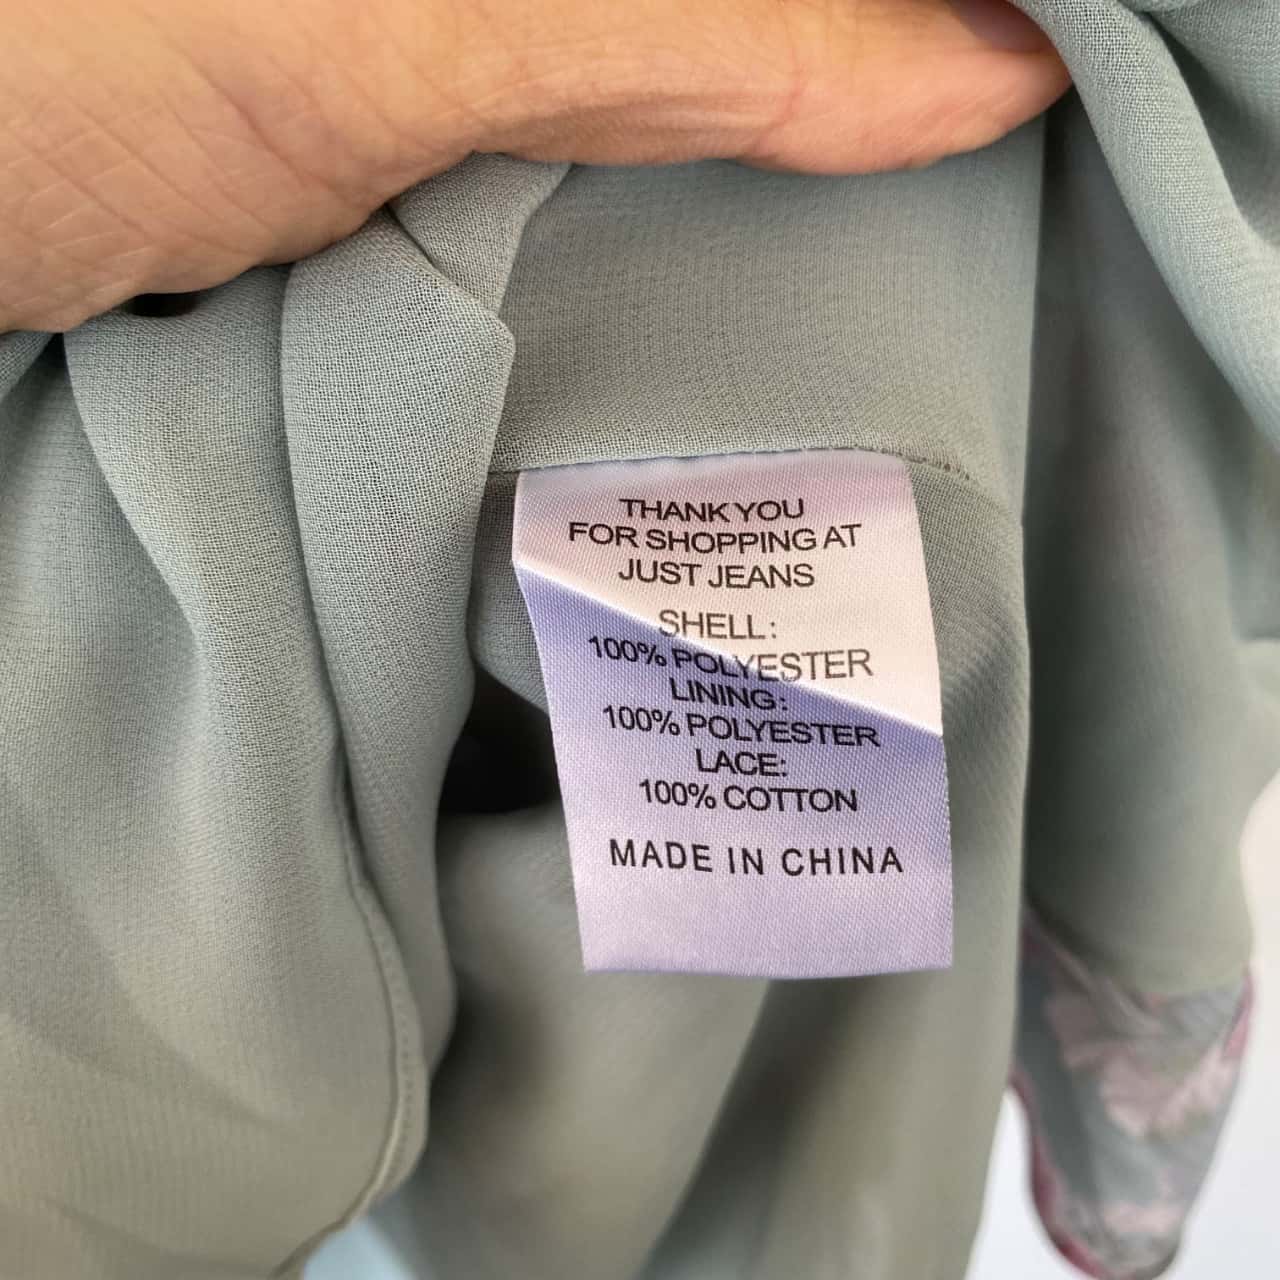 THANK YOU
FOR SHOPPING AT
JUST JEANS
SHELL:
100% POLYESTER
LINING:
100% POLYESTER
LACE:
100% COTTON
MADE IN CHINA